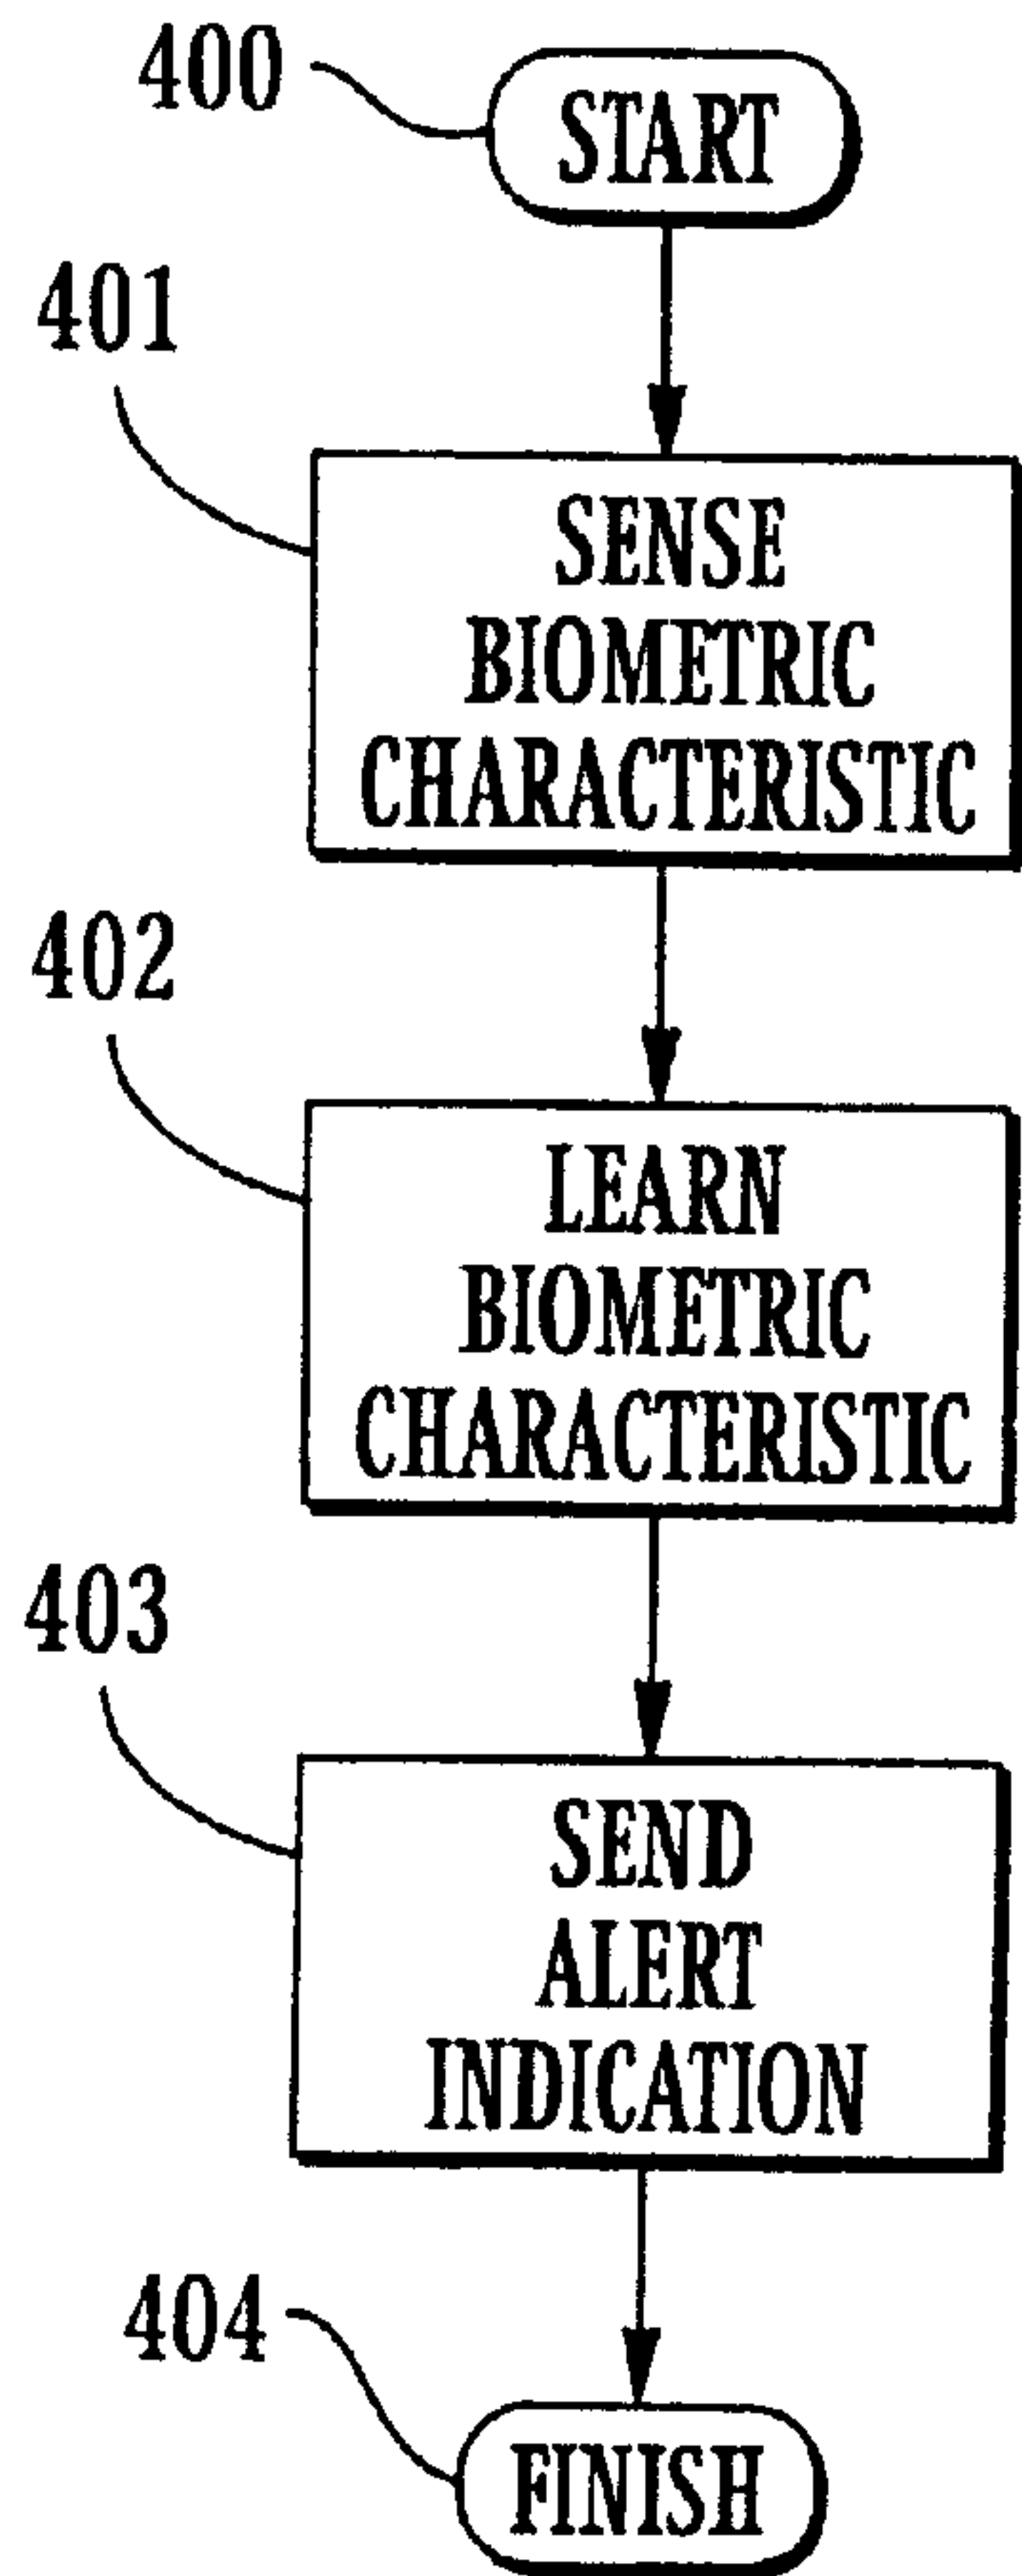 400
START
401
SENSE
BIOMETRIC
CHARACTERISTIC
402
LEARN
BIOMETRIC
CHARACTERISTIC
403
SEND
ALERT
INDICATION
404
FINISH